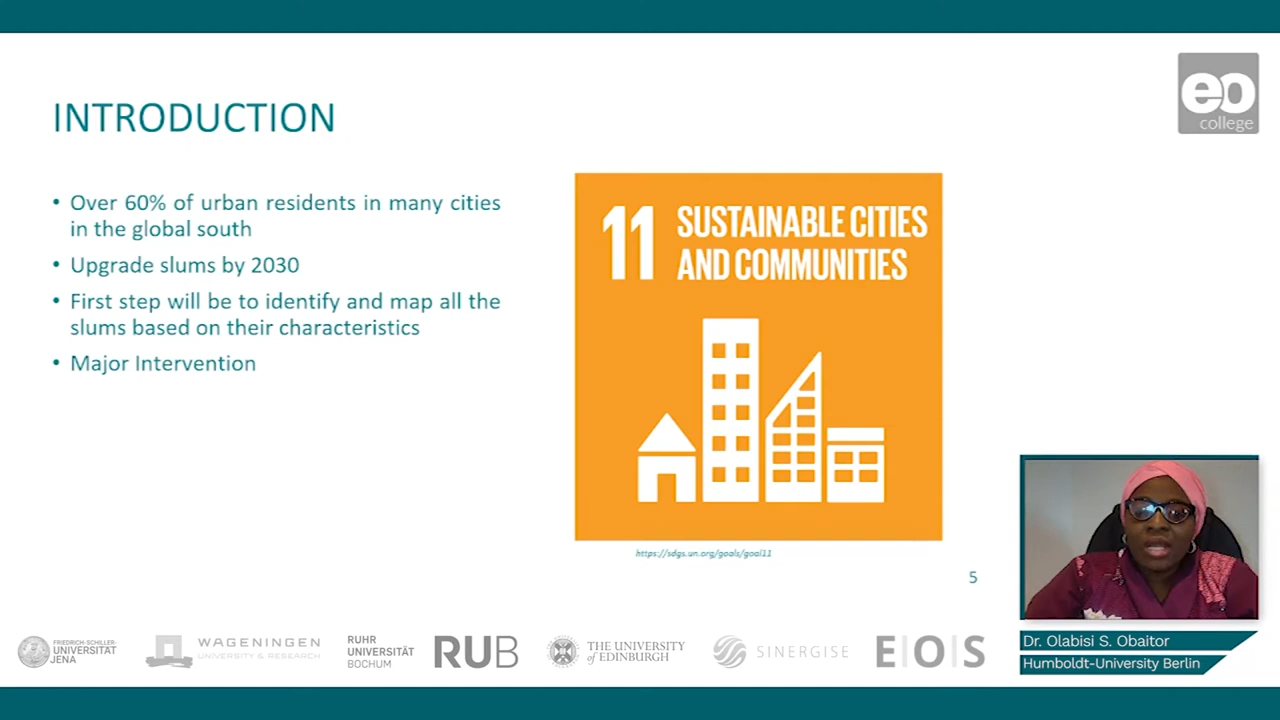 eo
college
INTRODUCTION
• Over 60% of urban residents in many cities
in the global south
• Upgrade slums by 2030
• First step will be to identify and map all the
slums based on their characteristics
• Major Intervention
11 SUSTAINABLE CITIES
AND COMMUNITIES
https://sdgs.un.org/goals/goal11
5
Dr. Olabisi S. Obaitor
Humboldt-University Berlin
FRIEDRICH-SCHILLER-
UNIVERSITÄT
JENA
WAGENINGEN
UNIVERSITY & RESEARCH
RUHR
UNIVERSITÄT
BOCHUM
RUB
THE UNIVERSITY
of EDINBURGH
SINERGISE
E|O|S